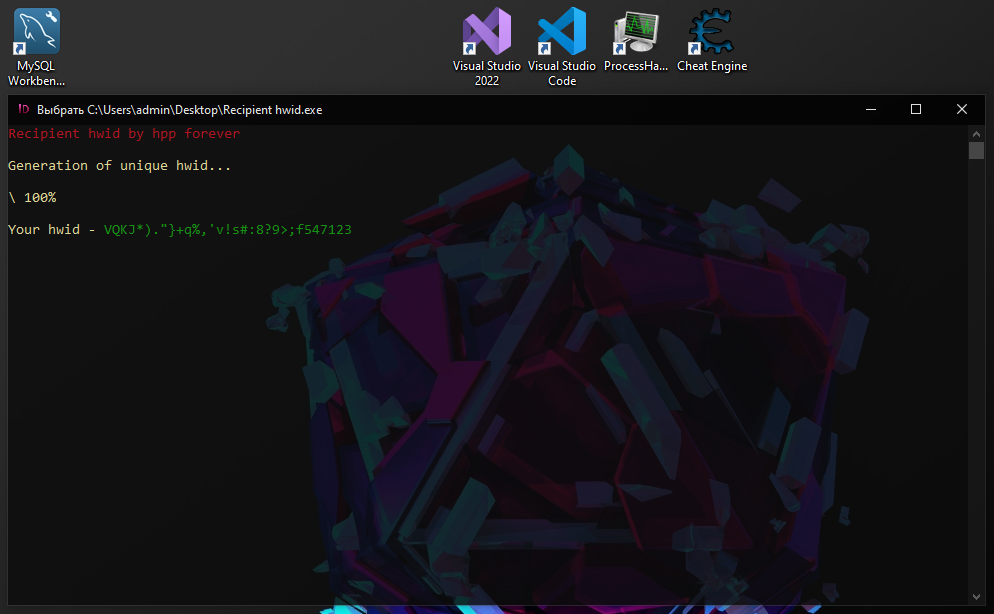 MySQL
Workben...
Visual Studio
2022
Visual Studio
Code
ProcessHa...
Cheat Engine
Выбрать C:\Users\admin\Desktop\Recipient hwid.exe
Recipient hwid by hpp forever
Generation of unique hwid...
\ 100%
Your hwid - VQKJ*)."}+q%,'v!s#:8?9>;f547123